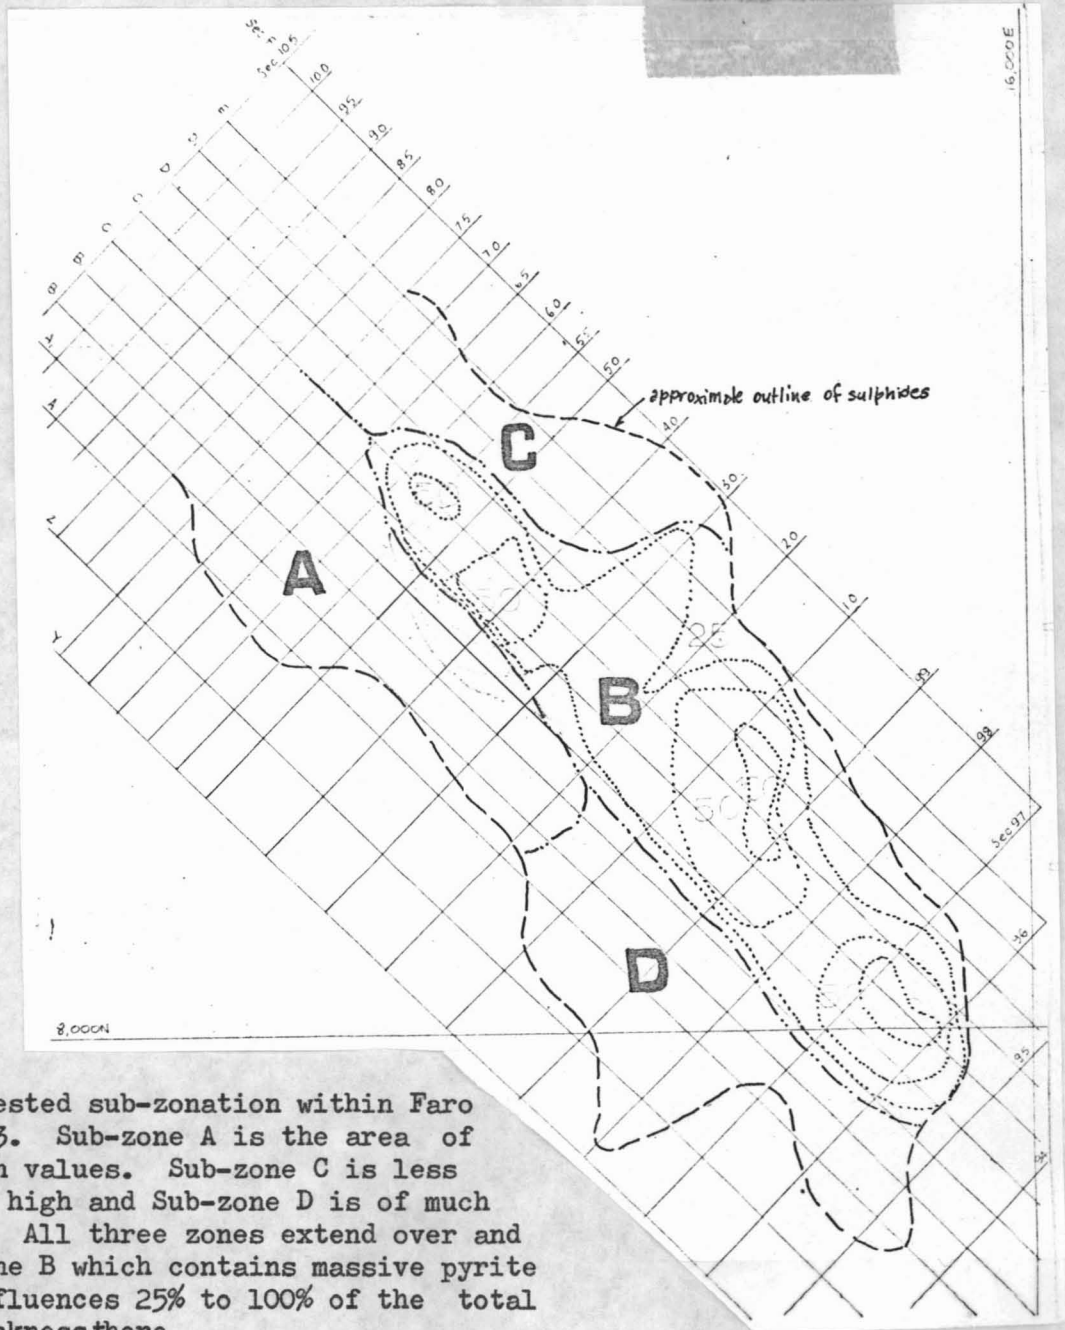 16,000E
Sec 105
100
95
90
85
80
75
70
65
60
55
50
40
30
20
10
99
98
Sec 97
96
95
E
D
C
C
B
B
A
A
Z
Y
approximate outline of sulphides
C
A
25
B
50
D
8,000N
ested sub-zonation within Faro
3. Sub-zone A is the area of
n values. Sub-zone C is less
high and Sub-zone D is of much
All three zones extend over and
ne B which contains massive pyrite
fluences 25% to 100% of the total